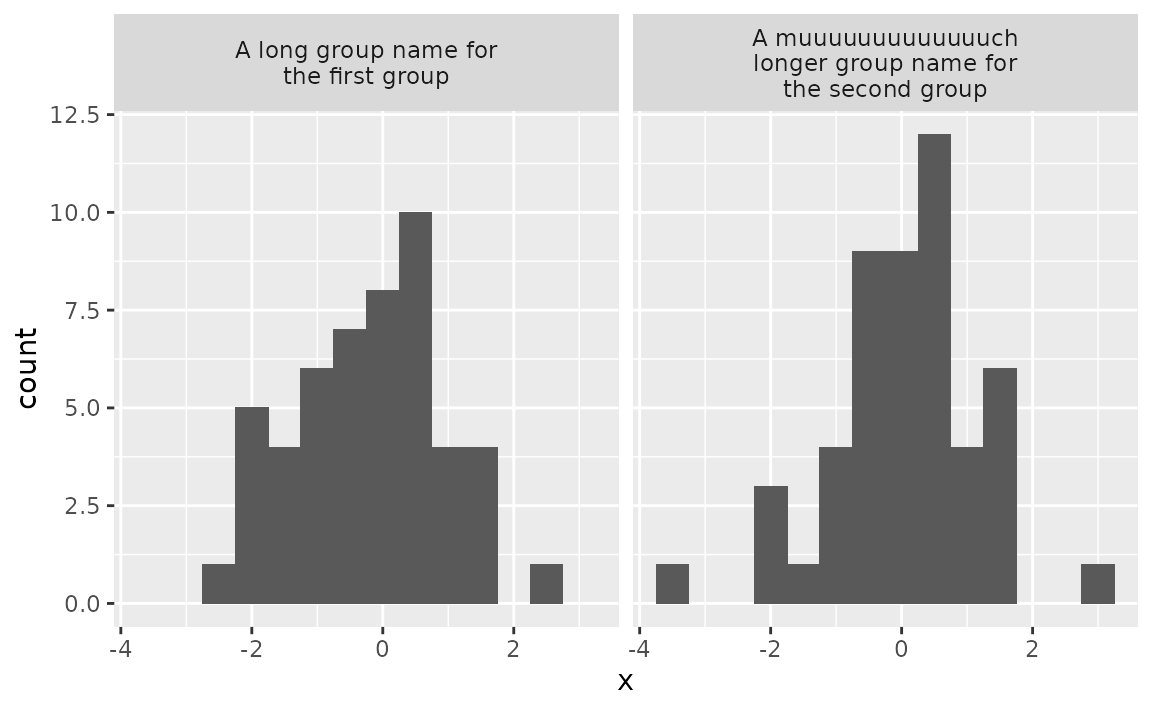 A long group name for
the first group
A muuuuuuuuuuuuuch
longer group name for
the second group
12.5
10.0
7.5
5.0
2.5
0.0
count
-4
-2
0
2
-4
-2
0
2
x